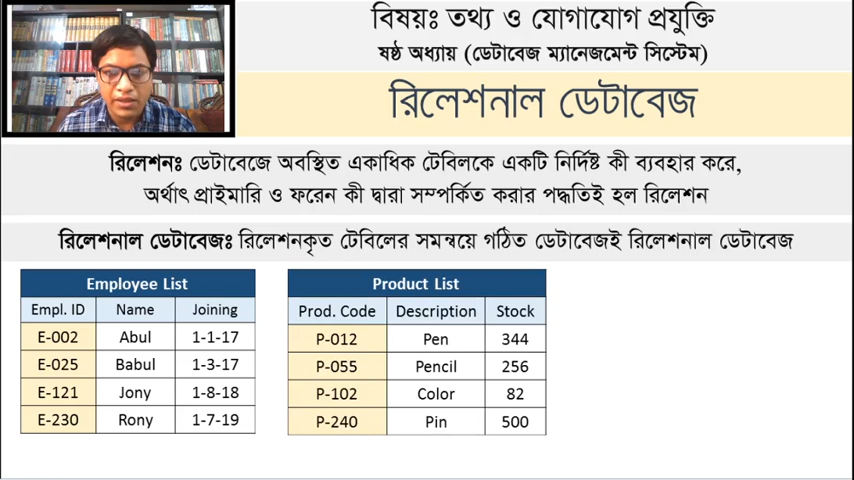 বিষয়ঃ তথ্য ও যোগাযোগ প্রযুক্তি
ষষ্ঠ অধ্যায় (ডেটাবেজ ম্যানেজমেন্ট সিস্টেম)
রিলেশনাল ডেটাবেজ
রিলেশনঃ ডেটাবেজে অবস্থিত একাধিক টেবিলকে একটি নির্দিষ্ট কী ব্যবহার করে,
অর্থাৎ প্রাইমারি ও ফরেন কী দ্বারা সম্পর্কিত করার পদ্ধতিই হল রিলেশন
রিলেশনাল ডেটাবেজঃ রিলেশনকৃত টেবিলের সমন্বয়ে গঠিত ডেটাবেজই রিলেশনাল ডেটাবেজ
Employee List
Empl. ID Name Joining
E-002 Abul 1-1-17
E-025 Babul 1-3-17
E-121 Jony 1-8-18
E-230 Rony 1-7-19
Product List
Prod. Code Description Stock
P-012 Pen 344
P-055 Pencil 256
P-102 Color 82
P-240 Pin 500